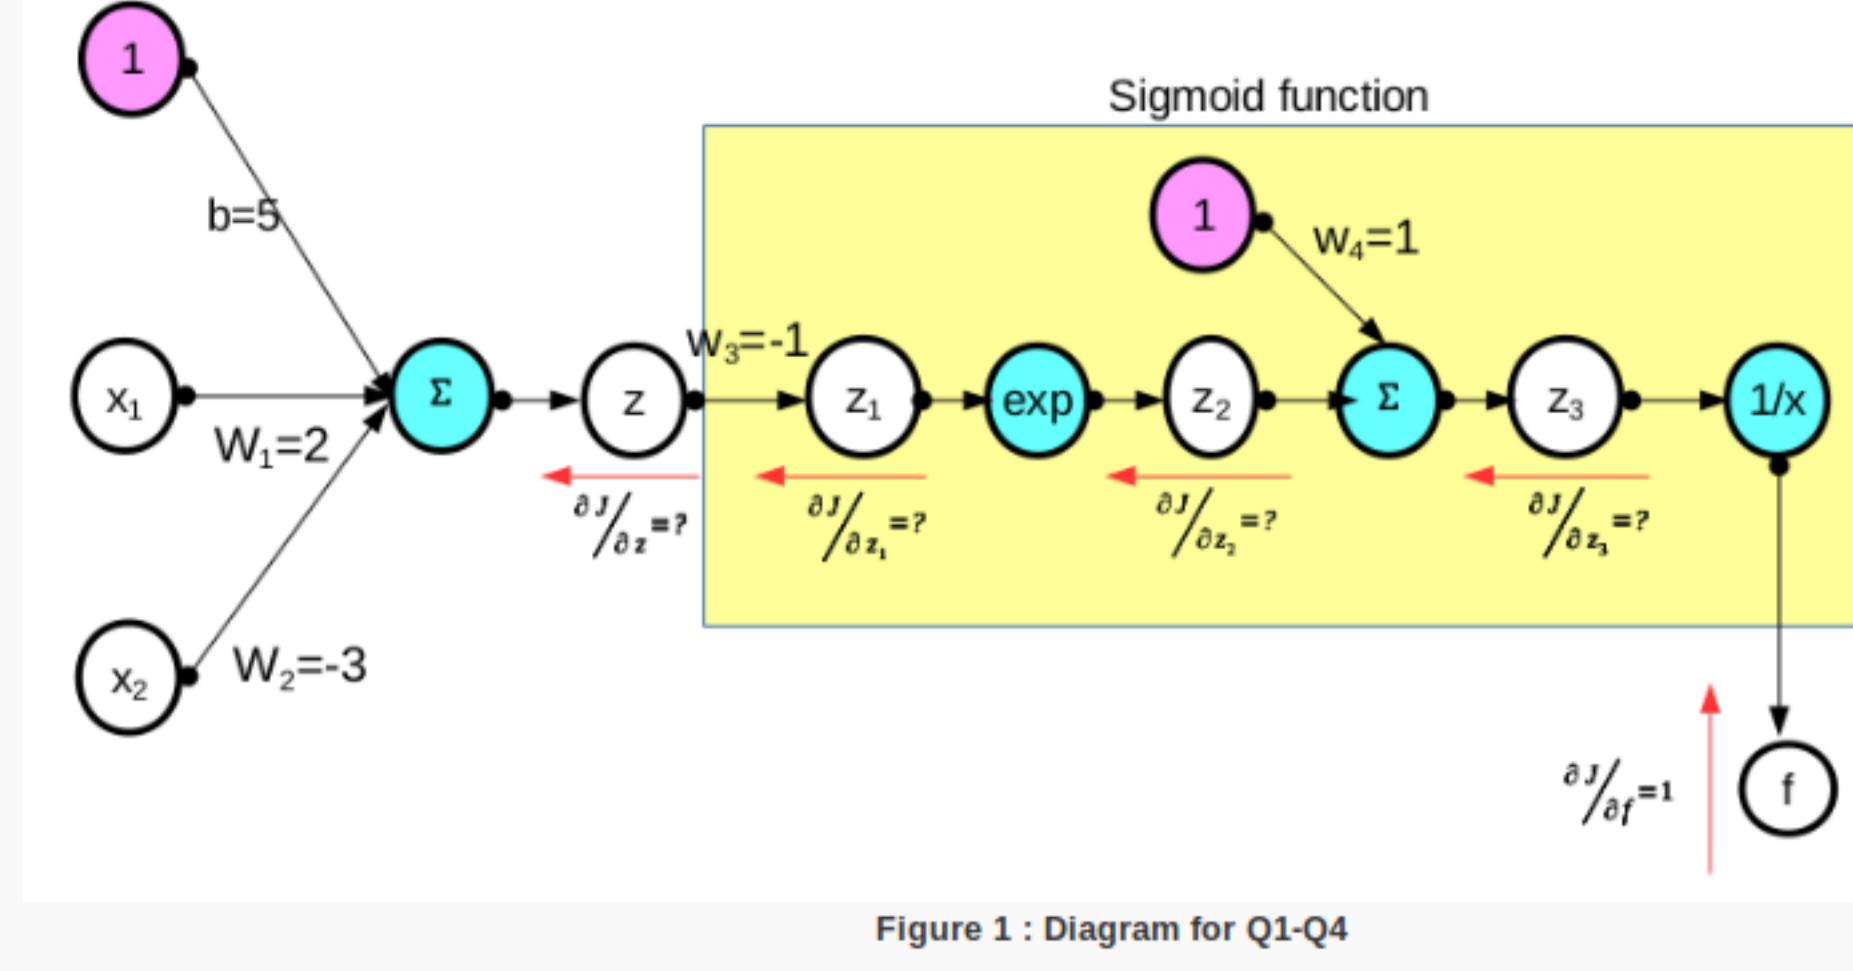 1
Sigmoid function
b=5
1
w₄=1
w₃=-1
x₁
Σ
z
z₁
exp
z₂
Σ
z₃
1/x
W₁=2
∂J/∂z=?
∂J/∂z₁=?
∂J/∂z₂=?
∂J/∂z₃=?
x₂
W₂=-3
∂J/∂f=1
f
Figure 1 : Diagram for Q1-Q4